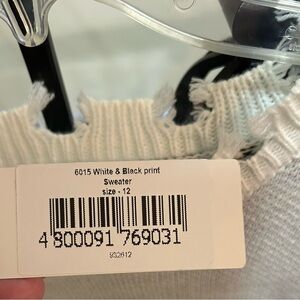 6015 White & Black print
Sweater
size - 12
4 800091 769031
932612